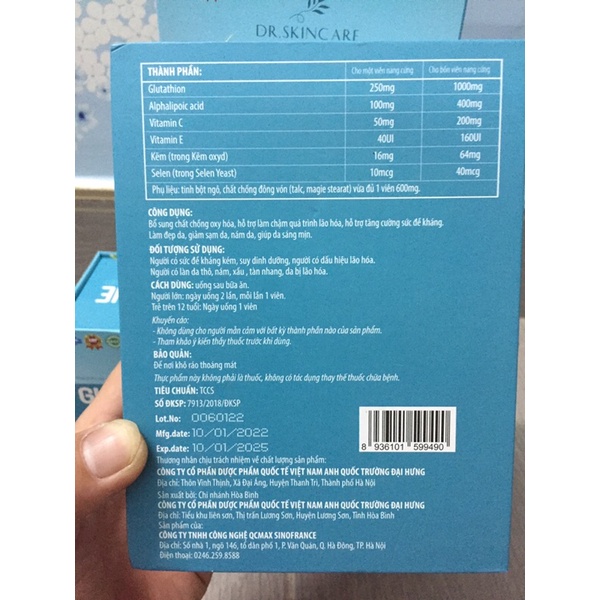 DR.SKINCARE
THÀNH PHẦN: Cho một viên nang cứng Cho bốn viên nang cứng
Glutathion 250mg 1000mg
Alphalipoic acid 100mg 400mg
Vitamin C 50mg 200mg
Vitamin E 40UI 160UI
Kẽm (trong Kẽm oxyd) 16mg 64mg
Selen (trong Selen Yeast) 10mcg 40mcg
Phụ liệu: tinh bột ngô, chất chống đông vón (talc, magie stearat) vừa đủ 1 viên 600mg.
CÔNG DỤNG:
Bổ sung chất chống oxy hóa, hỗ trợ làm chậm quá trình lão hóa, hỗ trợ tăng cường sức đề kháng.
Làm đẹp da, giảm sạm da, nám da, giúp da sáng mịn.
ĐỐI TƯỢNG SỬ DỤNG:
Người có sức đề kháng kém, suy dinh dưỡng, người có dấu hiệu lão hóa.
Người có làn da thô, nám, xấu, tàn nhang, da bị lão hóa.
CÁCH DÙNG: uống sau bữa ăn.
Người lớn: ngày uống 2 lần, mỗi lần 1 viên.
Trẻ trên 12 tuổi: Ngày uống 1 viên
Khuyến cáo:
- Không dùng cho người mẫn cảm với bất kỳ thành phần nào của sản phẩm.
- Tham khảo ý kiến thầy thuốc trước khi dùng.
BẢO QUẢN:
Để nơi khô ráo thoáng mát
Thực phẩm này không phải là thuốc, không có tác dụng thay thế thuốc chữa bệnh.
TIÊU CHUẨN: TCCS
SỐ ĐKSP: 7913/2018/ĐKSP
Lot.No: 0060122
Mfg.date: 10/01/2022
Exp.date: 10/01/2025
8 936101 599490
Thương nhân chịu trách nhiệm về chất lượng sản phẩm:
CÔNG TY CỔ PHẦN DƯỢC PHẨM QUỐC TẾ VIỆT NAM ANH QUỐC TRƯỜNG ĐẠI HƯNG
Địa chỉ: Thôn Vĩnh Thịnh, Xã Đại Áng, Huyện Thanh Trì, Thành phố Hà Nội
Sản xuất bởi: Chi nhánh Hòa Bình
CÔNG TY CỔ PHẦN DƯỢC PHẨM QUỐC TẾ VIỆT NAM ANH QUỐC TRƯỜNG ĐẠI HƯNG
Địa chỉ: Tiểu khu liên sơn, Thị trấn Lương Sơn, Huyện Lương Sơn, Tỉnh Hòa Bình
Sản phẩm của:
CÔNG TY TNHH CÔNG NGHỆ QCMAX SINOFRANCE
Địa chỉ: Số nhà 1, ngõ 146, tổ dân phố 1, P. Văn Quán, Q. Hà Đông, TP. Hà Nội
Điện thoại: 0246.259.8588